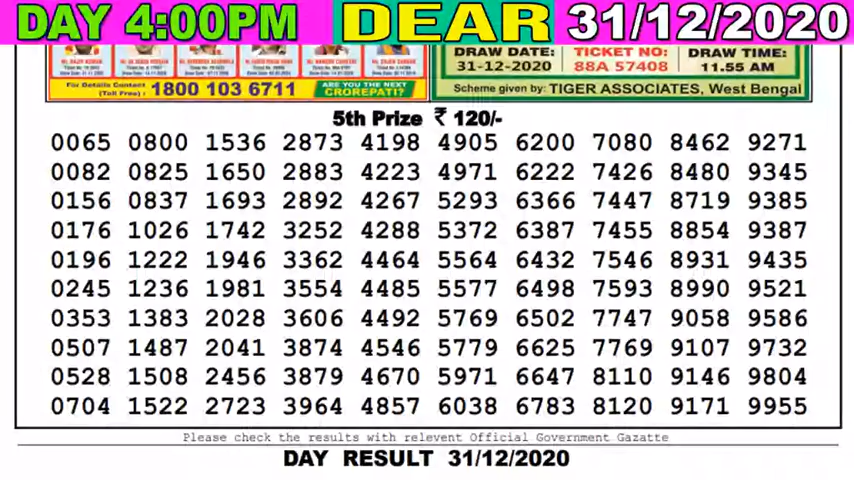 DAY 4:00PM DEAR 31/12/2020
DRAW DATE: TICKET NO: DRAW TIME:
31-12-2020 88A 57408 11.55 AM
For Details Contact (Toll Free) : 1800 103 6711 ARE YOU THE NEXT CROREPATI?
Scheme given by: TIGER ASSOCIATES, West Bengal
5th Prize ₹ 120/-
0065 0800 1536 2873 4198 4905 6200 7080 8462 9271
0082 0825 1650 2883 4223 4971 6222 7426 8480 9345
0156 0837 1693 2892 4267 5293 6366 7447 8719 9385
0176 1026 1742 3252 4288 5372 6387 7455 8854 9387
0196 1222 1946 3362 4464 5564 6432 7546 8931 9435
0245 1236 1981 3554 4485 5577 6498 7593 8990 9521
0353 1383 2028 3606 4492 5769 6502 7747 9058 9586
0507 1487 2041 3874 4546 5779 6625 7769 9107 9732
0528 1508 2456 3879 4670 5971 6647 8110 9146 9804
0704 1522 2723 3964 4857 6038 6783 8120 9171 9955
Please check the results with relevent Official Government Gazatte
DAY RESULT 31/12/2020